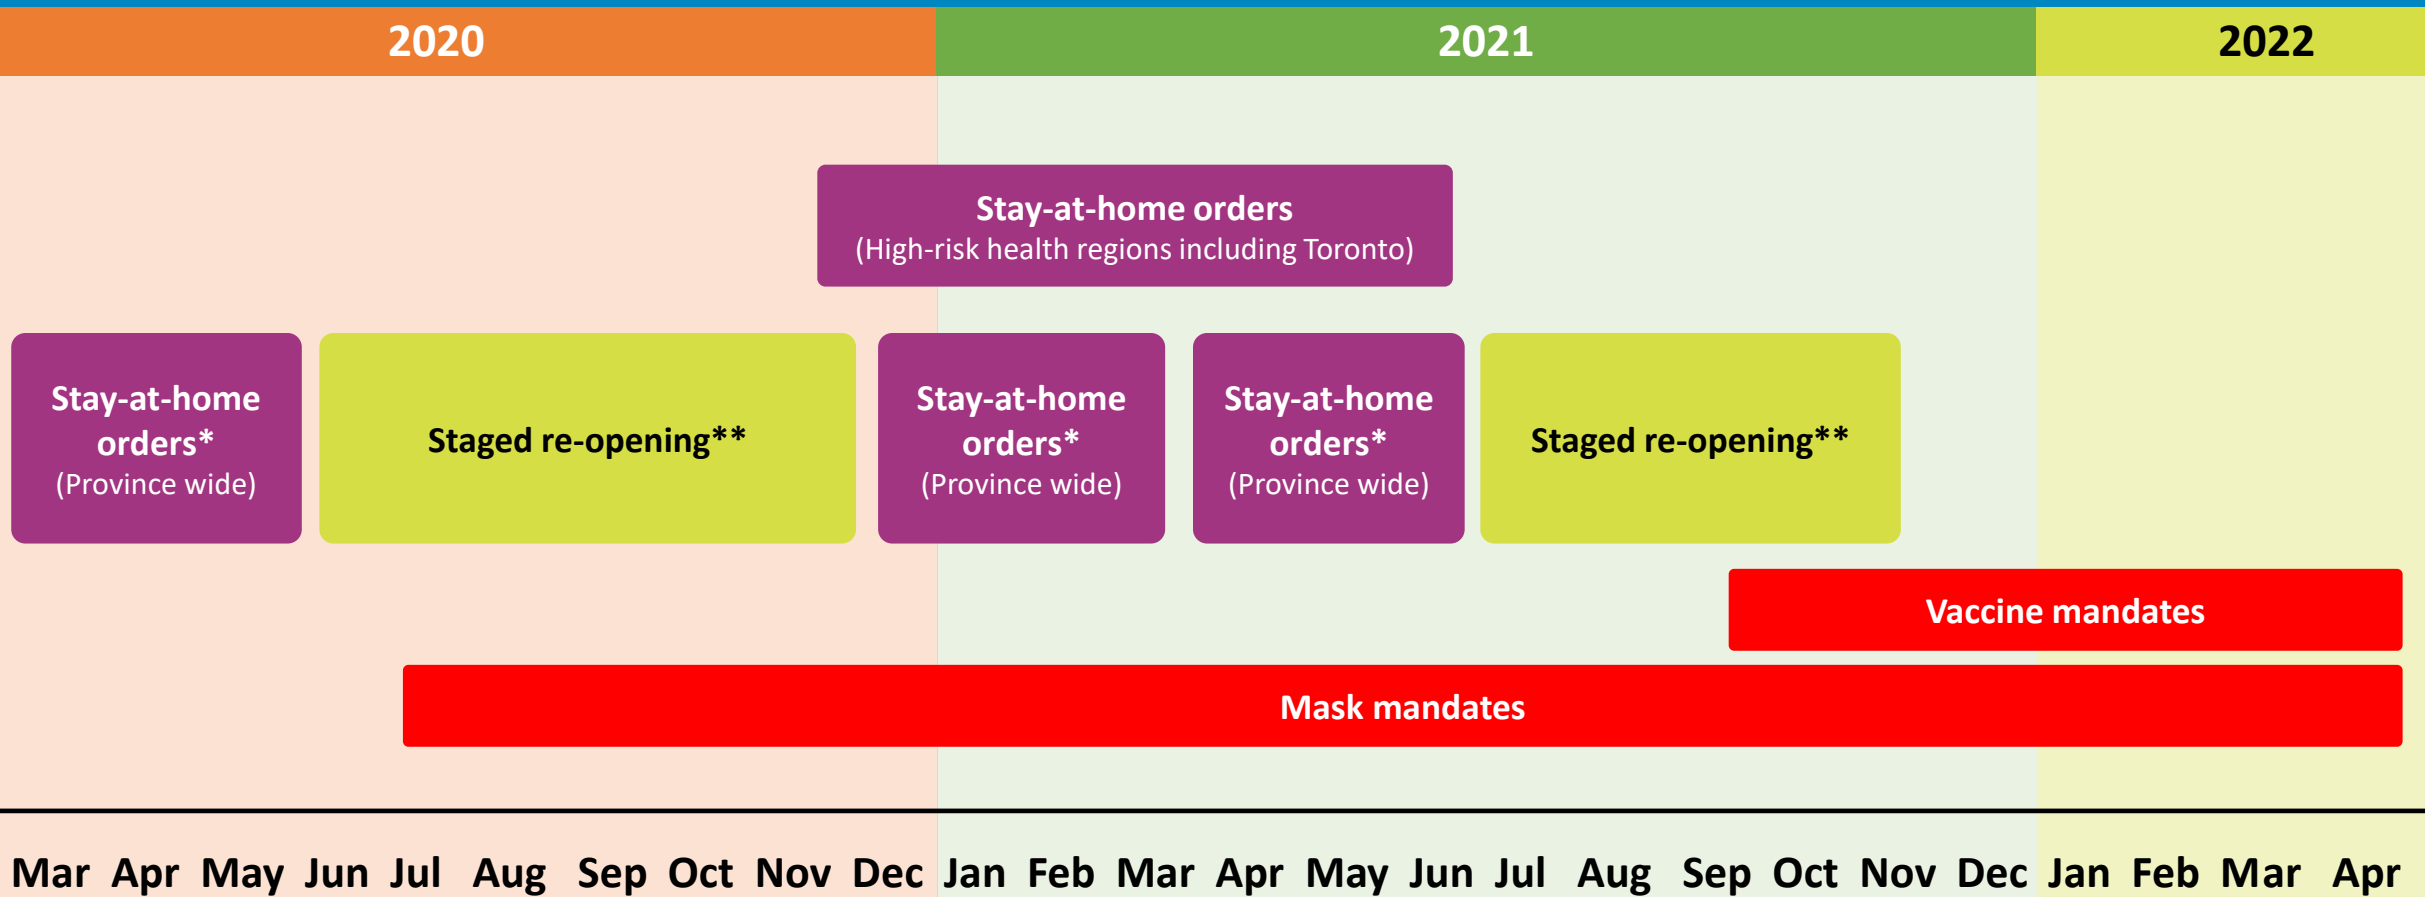 2020 2021 2022
Stay-at-home orders
(High-risk health regions including Toronto)
Stay-at-home
orders*
(Province wide)
Staged re-opening**
Stay-at-home
orders*
(Province wide)
Stay-at-home
orders*
(Province wide)
Staged re-opening**
Vaccine mandates
Mask mandates
Mar Apr May Jun Jul Aug Sep Oct Nov Dec Jan Feb Mar Apr May Jun Jul Aug Sep Oct Nov Dec Jan Feb Mar Apr